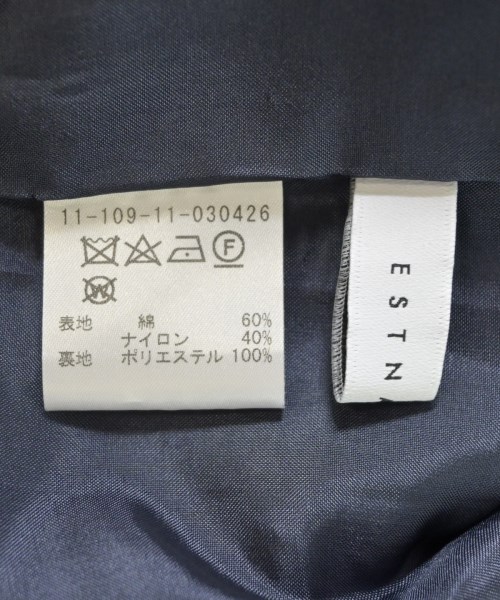 11-109-11-030426
F
W
表地 綿 60%
ナイロン 40%
裏地 ポリエステル 100%
ESTN